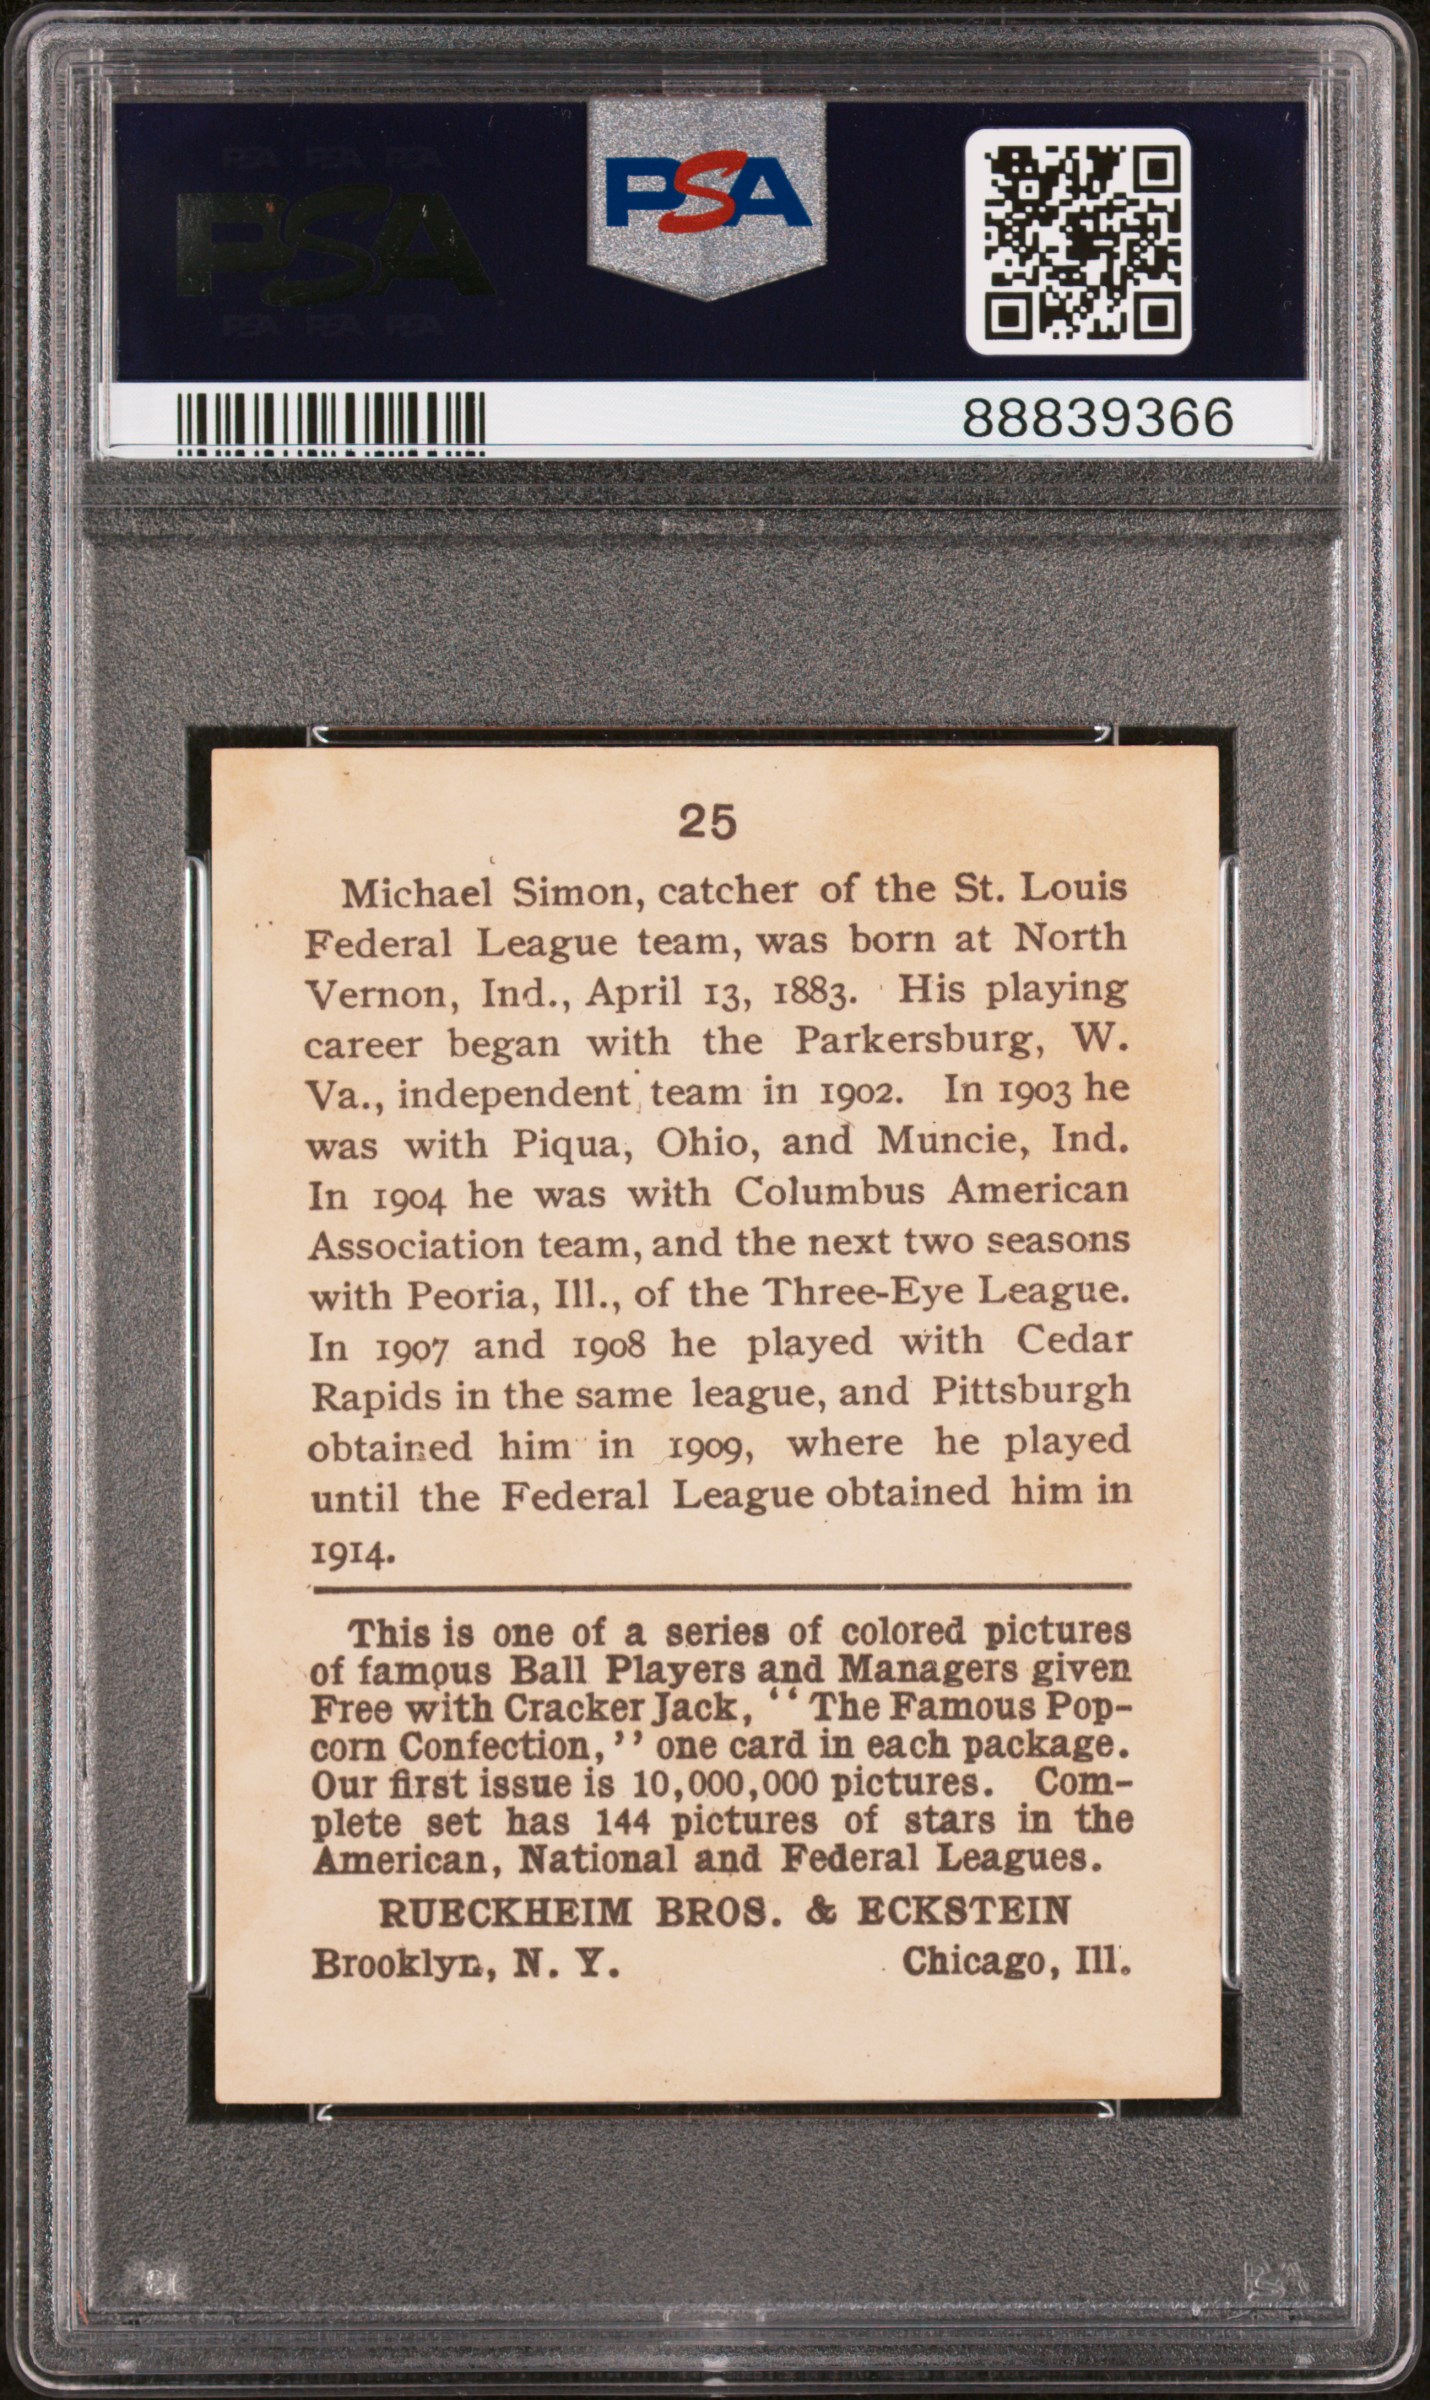 PSA PSA PSA
PSA
PSA PSA PSA
PSA
88839366
25
Michael Simon, catcher of the St. Louis
Federal League team, was born at North
Vernon, Ind., April 13, 1883. His playing
career began with the Parkersburg, W.
Va., independent team in 1902. In 1903 he
was with Piqua, Ohio, and Muncie, Ind.
In 1904 he was with Columbus American
Association team, and the next two seasons
with Peoria, Ill., of the Three-Eye League.
In 1907 and 1908 he played with Cedar
Rapids in the same league, and Pittsburgh
obtained him in 1909, where he played
until the Federal League obtained him in
1914.
This is one of a series of colored pictures
of famous Ball Players and Managers given
Free with Cracker Jack, “The Famous Pop-
corn Confection,” one card in each package.
Our first issue is 10,000,000 pictures. Com-
plete set has 144 pictures of stars in the
American, National and Federal Leagues.
RUECKHEIM BROS. & ECKSTEIN
Brooklyn, N. Y. Chicago, Ill.
PSA